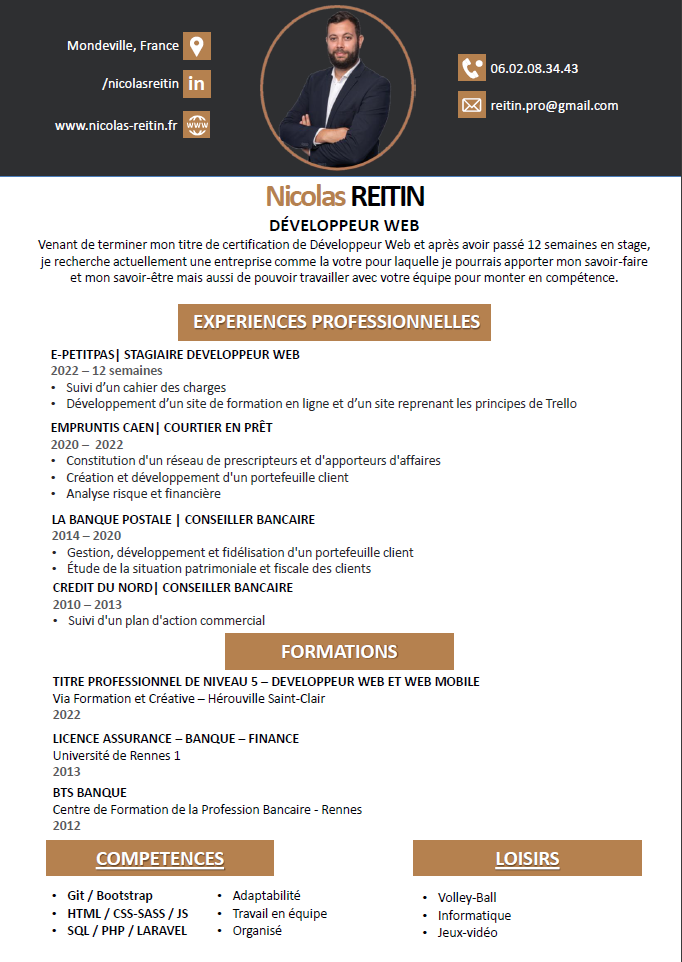 Mondeville, France
/nicolasreitin
in
www.nicolas-reitin.fr
www
06.02.08.34.43
reitin.pro@gmail.com
Nicolas REITIN
DÉVELOPPEUR WEB
Venant de terminer mon titre de certification de Développeur Web et après avoir passé 12 semaines en stage,
je recherche actuellement une entreprise comme la votre pour laquelle je pourrais apporter mon savoir-faire
et mon savoir-être mais aussi de pouvoir travailler avec votre équipe pour monter en compétence.
EXPERIENCES PROFESSIONNELLES
E-PETITPAS| STAGIAIRE DEVELOPPEUR WEB
2022 – 12 semaines
• Suivi d’un cahier des charges
• Développement d’un site de formation en ligne et d’un site reprenant les principes de Trello
EMPRUNTIS CAEN| COURTIER EN PRÊT
2020 – 2022
• Constitution d'un réseau de prescripteurs et d'apporteurs d'affaires
• Création et développement d'un portefeuille client
• Analyse risque et financière
LA BANQUE POSTALE | CONSEILLER BANCAIRE
2014 – 2020
• Gestion, développement et fidélisation d'un portefeuille client
• Étude de la situation patrimoniale et fiscale des clients
CREDIT DU NORD| CONSEILLER BANCAIRE
2010 – 2013
• Suivi d'un plan d'action commercial
FORMATIONS
TITRE PROFESSIONNEL DE NIVEAU 5 – DEVELOPPEUR WEB ET WEB MOBILE
Via Formation et Créative – Hérouville Saint-Clair
2022
LICENCE ASSURANCE – BANQUE – FINANCE
Université de Rennes 1
2013
BTS BANQUE
Centre de Formation de la Profession Bancaire - Rennes
2012
COMPETENCES
• Git / Bootstrap
• HTML / CSS-SASS / JS
• SQL / PHP / LARAVEL
• Adaptabilité
• Travail en équipe
• Organisé
LOISIRS
• Volley-Ball
• Informatique
• Jeux-vidéo